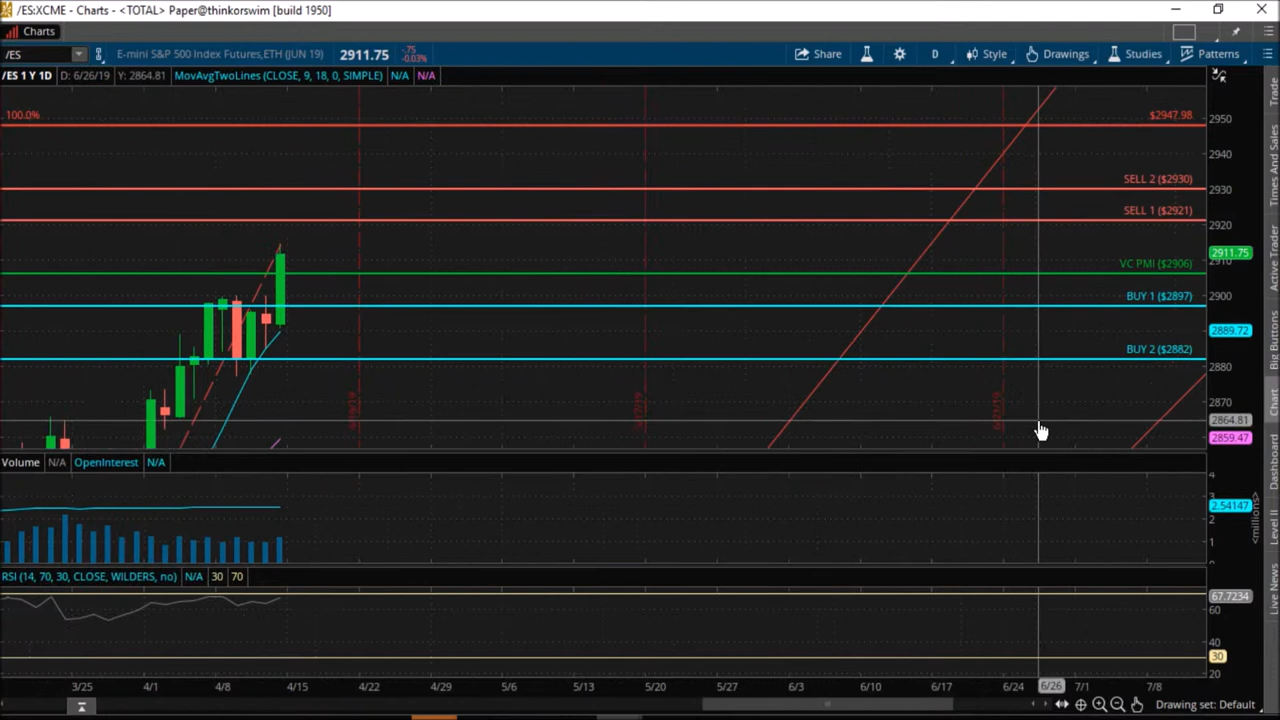 /ES:XCME - Charts - <TOTAL> Paper@thinkorswim [build 1950]
Charts
/ES E-mini S&P 500 Index Futures,ETH (JUN 19) 2911.75 -.75 -0.03% Share D Style Drawings Studies Patterns
/ES 1 Y 1D D: 6/26/19 Y: 2864.81 MovAvgTwoLines (CLOSE, 9, 18, 0, SIMPLE) N/A N/A
100.0% $2947.98
SELL 2 ($2930)
SELL 1 ($2921)
VC PMI ($2906)
BUY 1 ($2897)
BUY 2 ($2882)
2950
2940
2930
2920
2911.75
2910
2900
2889.72
2880
2870
2864.81
2859.47
Volume N/A OpenInterest N/A
4
3
2.54147
2
1
0
<millions>
RSI (14, 70, 30, CLOSE, WILDERS, no) N/A 30 70
67.7234
60
40
30
20
3/25 4/1 4/8 4/15 4/22 4/29 5/6 5/13 5/20 5/27 6/3 6/10 6/17 6/24 6/26 7/1 7/8
Drawing set: Default
Trade
Times And Sales
Active Trader
Big Buttons
Chart
Dashboard
Level II
Live News